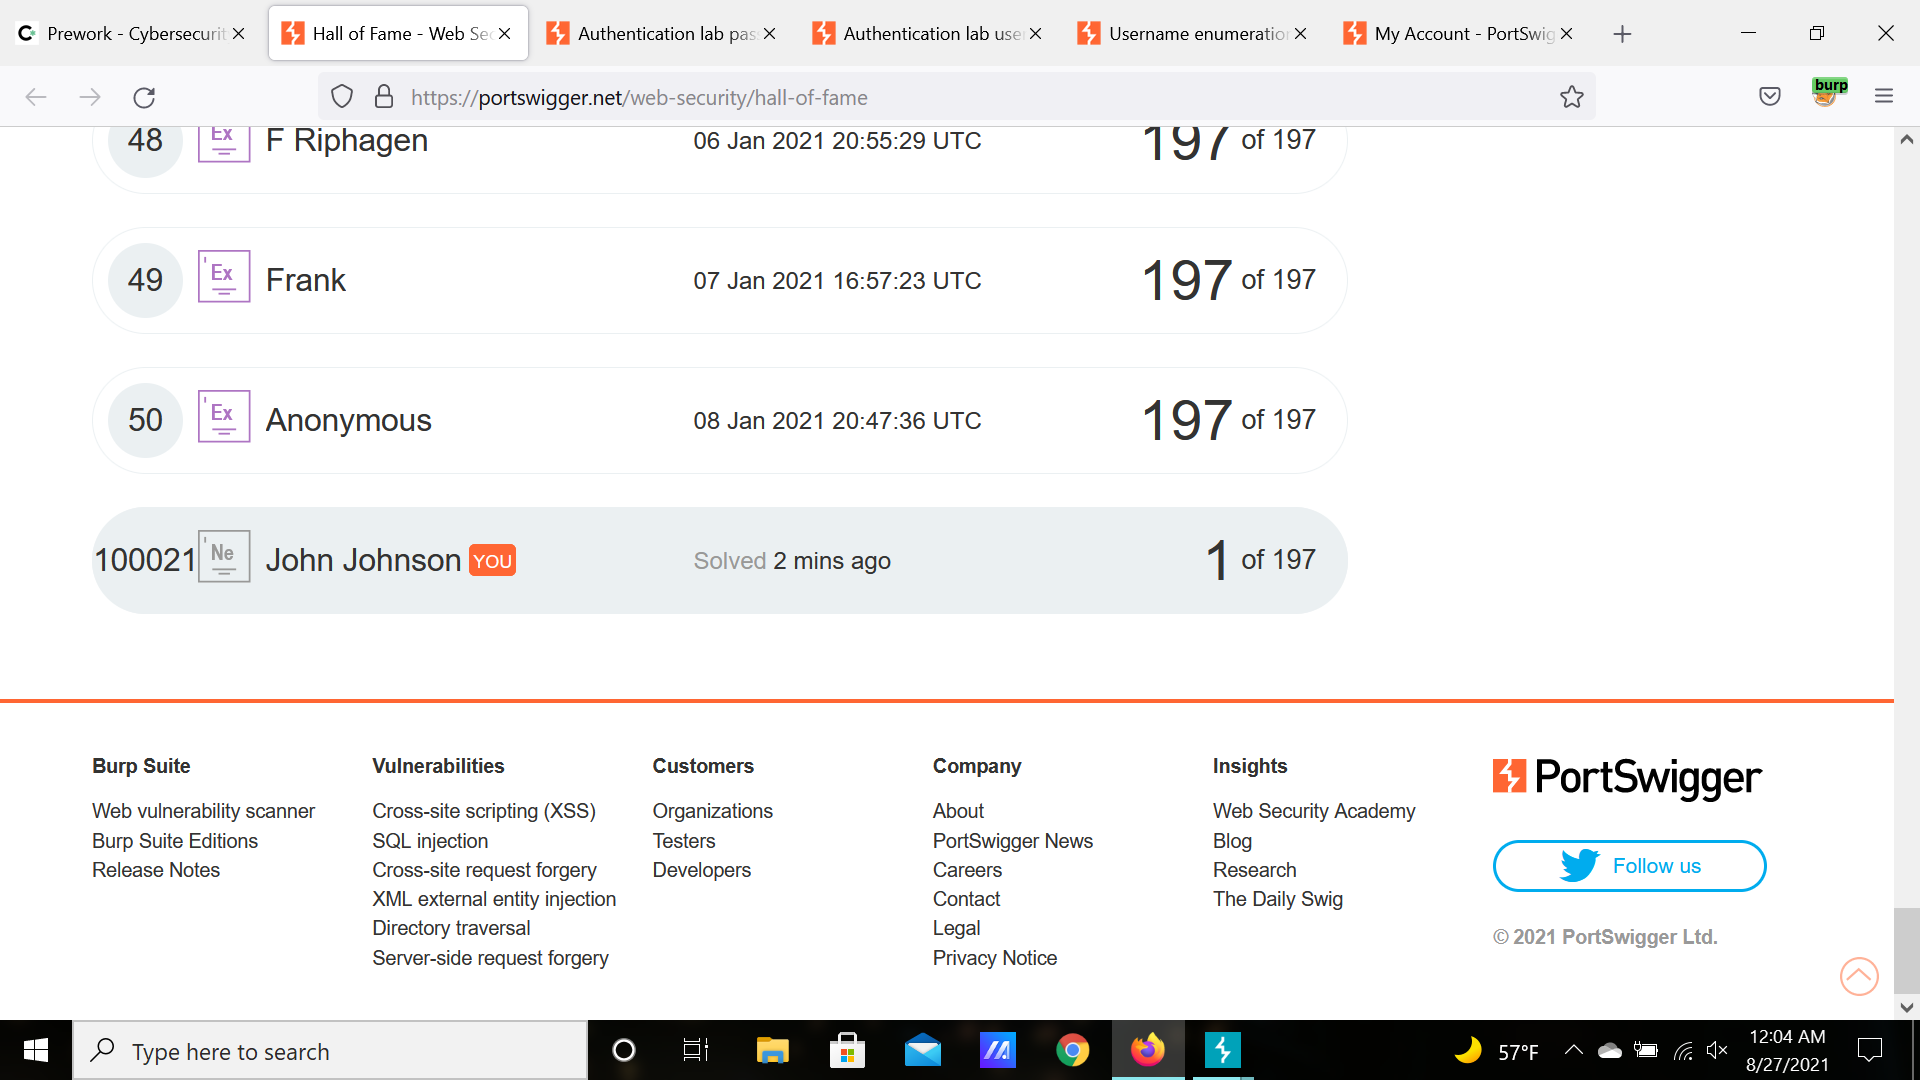 Prework - Cybersecurit
Hall of Fame - Web Sec
Authentication lab pas
Authentication lab use
Username enumeratio
My Account - PortSwig
https://portswigger.net/web-security/hall-of-fame
burp
48 Ex F Riphagen 06 Jan 2021 20:55:29 UTC 197 of 197
49 Ex Frank 07 Jan 2021 16:57:23 UTC 197 of 197
50 Ex Anonymous 08 Jan 2021 20:47:36 UTC 197 of 197
100021 Ne John Johnson YOU Solved 2 mins ago 1 of 197
Burp Suite
Web vulnerability scanner
Burp Suite Editions
Release Notes
Vulnerabilities
Cross-site scripting (XSS)
SQL injection
Cross-site request forgery
XML external entity injection
Directory traversal
Server-side request forgery
Customers
Organizations
Testers
Developers
Company
About
PortSwigger News
Careers
Contact
Legal
Privacy Notice
Insights
Web Security Academy
Blog
Research
The Daily Swig
PortSwigger
Follow us
© 2021 PortSwigger Ltd.
Type here to search
57°F
12:04 AM
8/27/2021